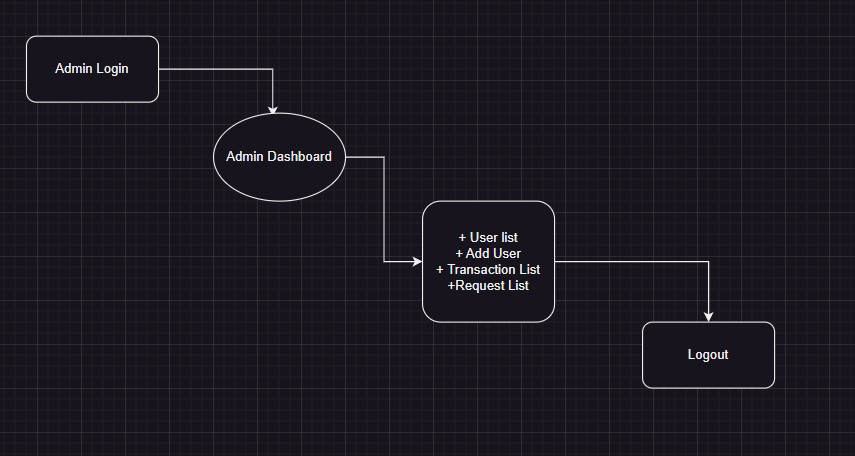 Admin Login
Admin Dashboard
+ User list
+ Add User
+ Transaction List
+Request List
Logout